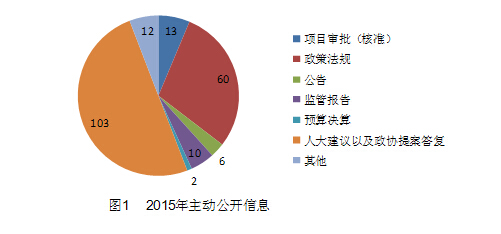 12
13
60
6
10
2
103
项目审批（核准）
政策法规
公告
监管报告
预算决算
人大建议以及政协提案答复
其他
图1 2015年主动公开信息